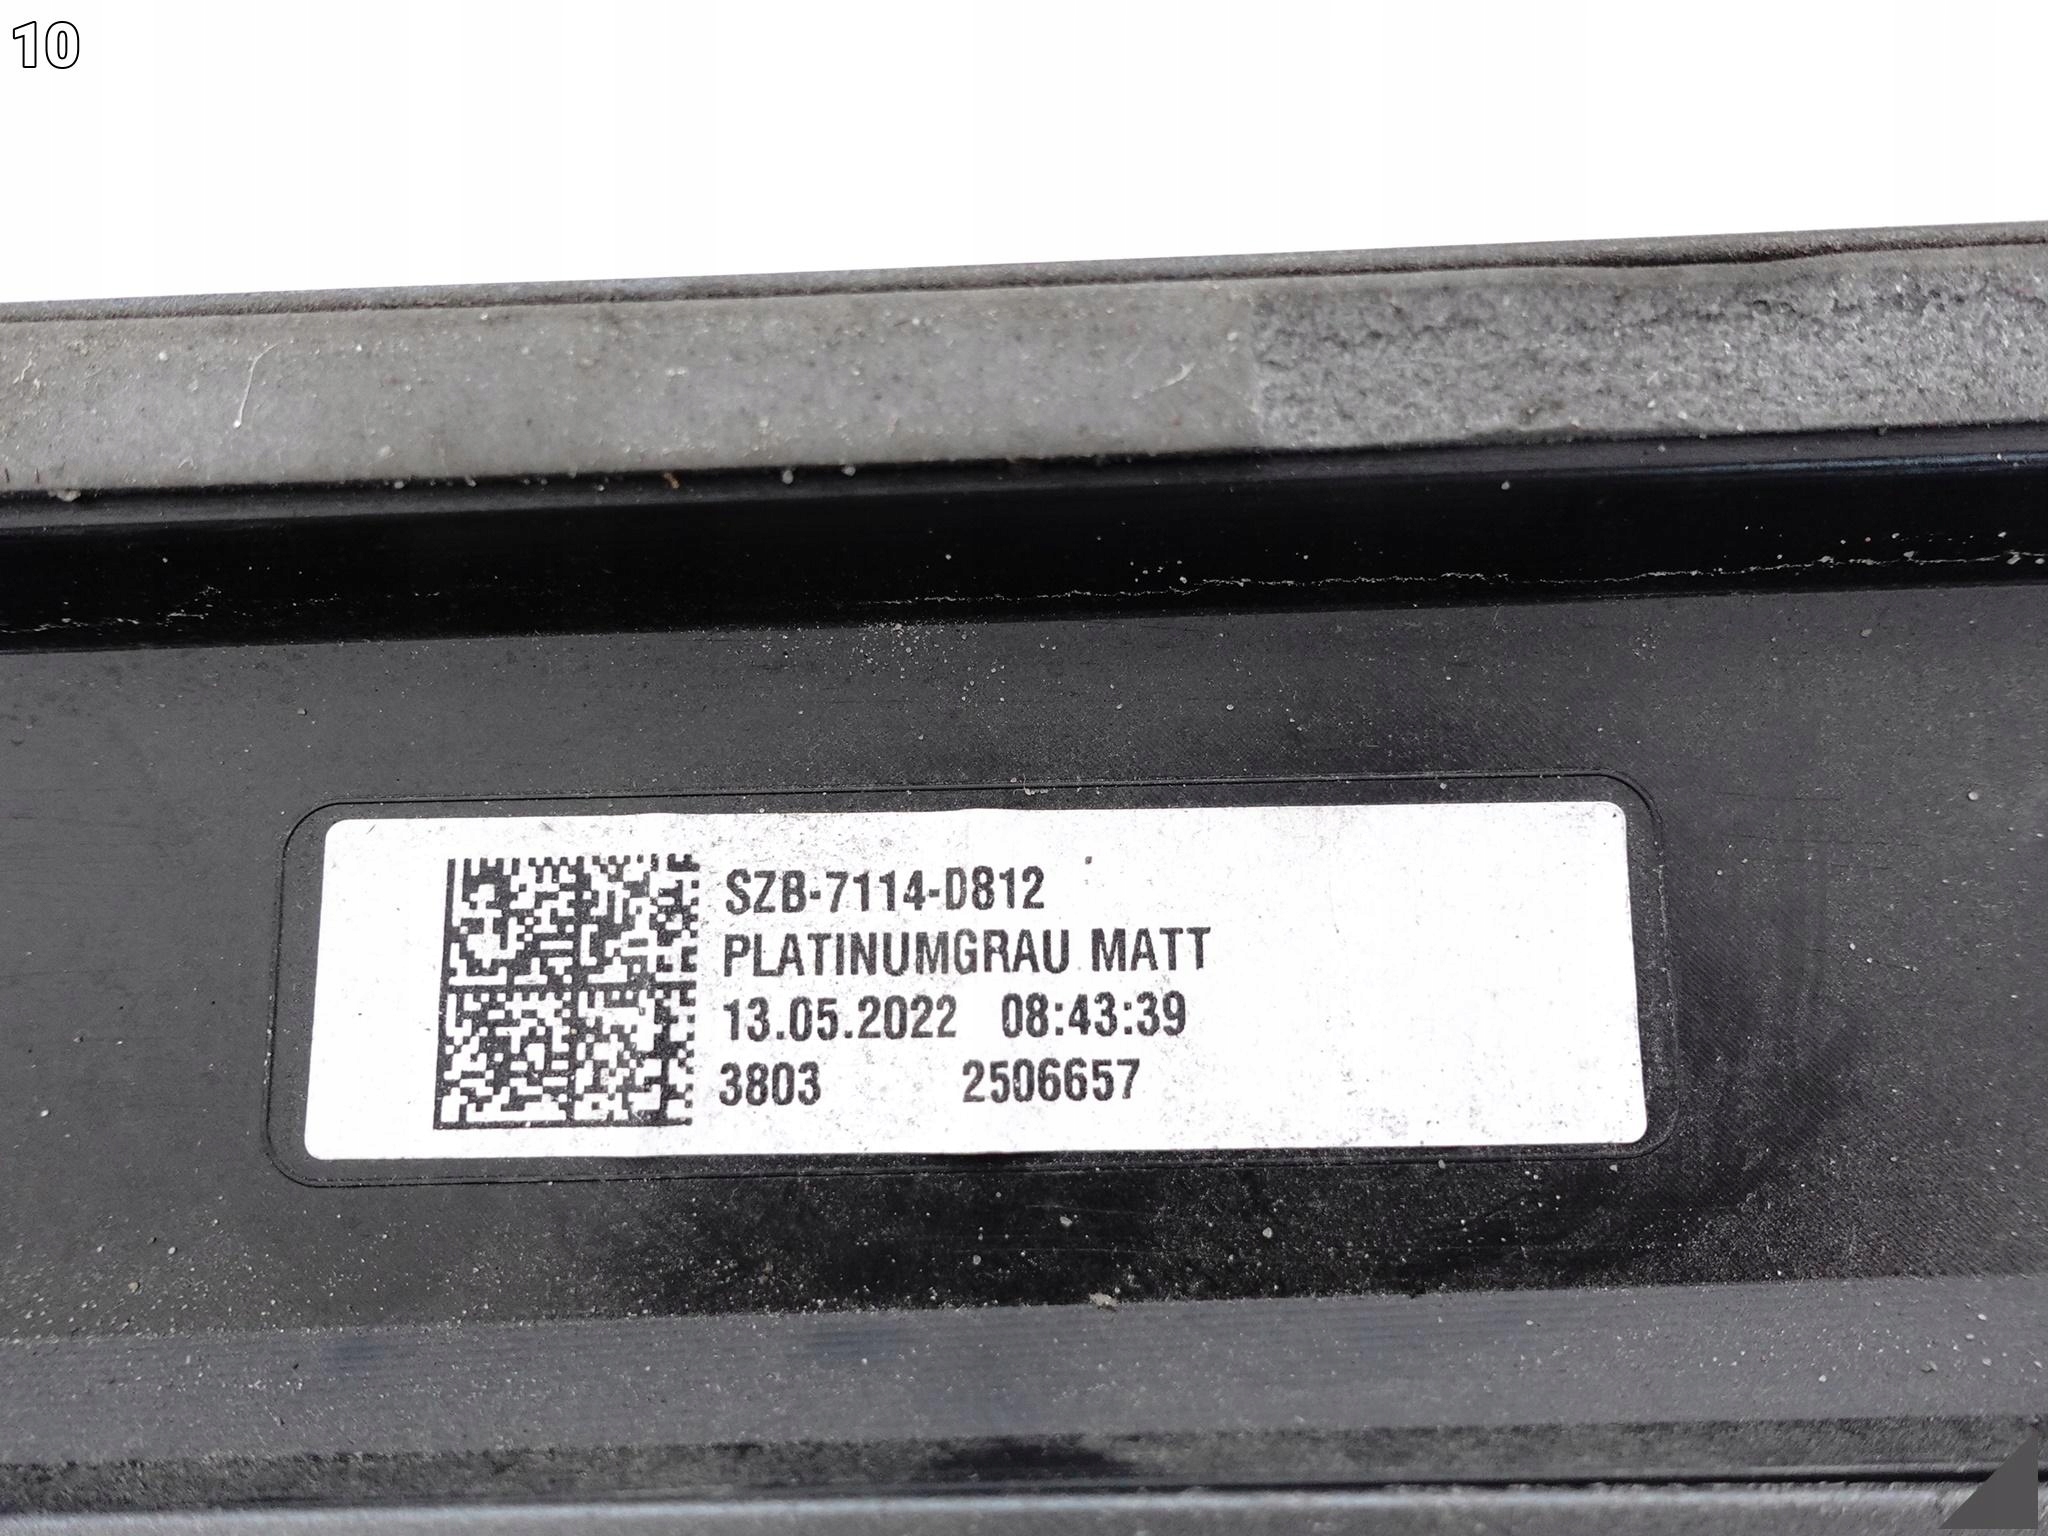 10
SZB-7114-D812
PLATINUMGRAU MATT
13.05.2022 08:43:39
3803 2506657